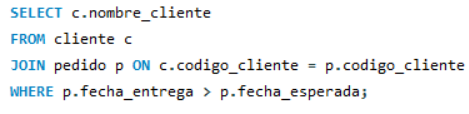 SELECT c.nombre_cliente
FROM cliente c
JOIN pedido p ON c.codigo_cliente = p.codigo_cliente
WHERE p.fecha_entrega > p.fecha_esperada;